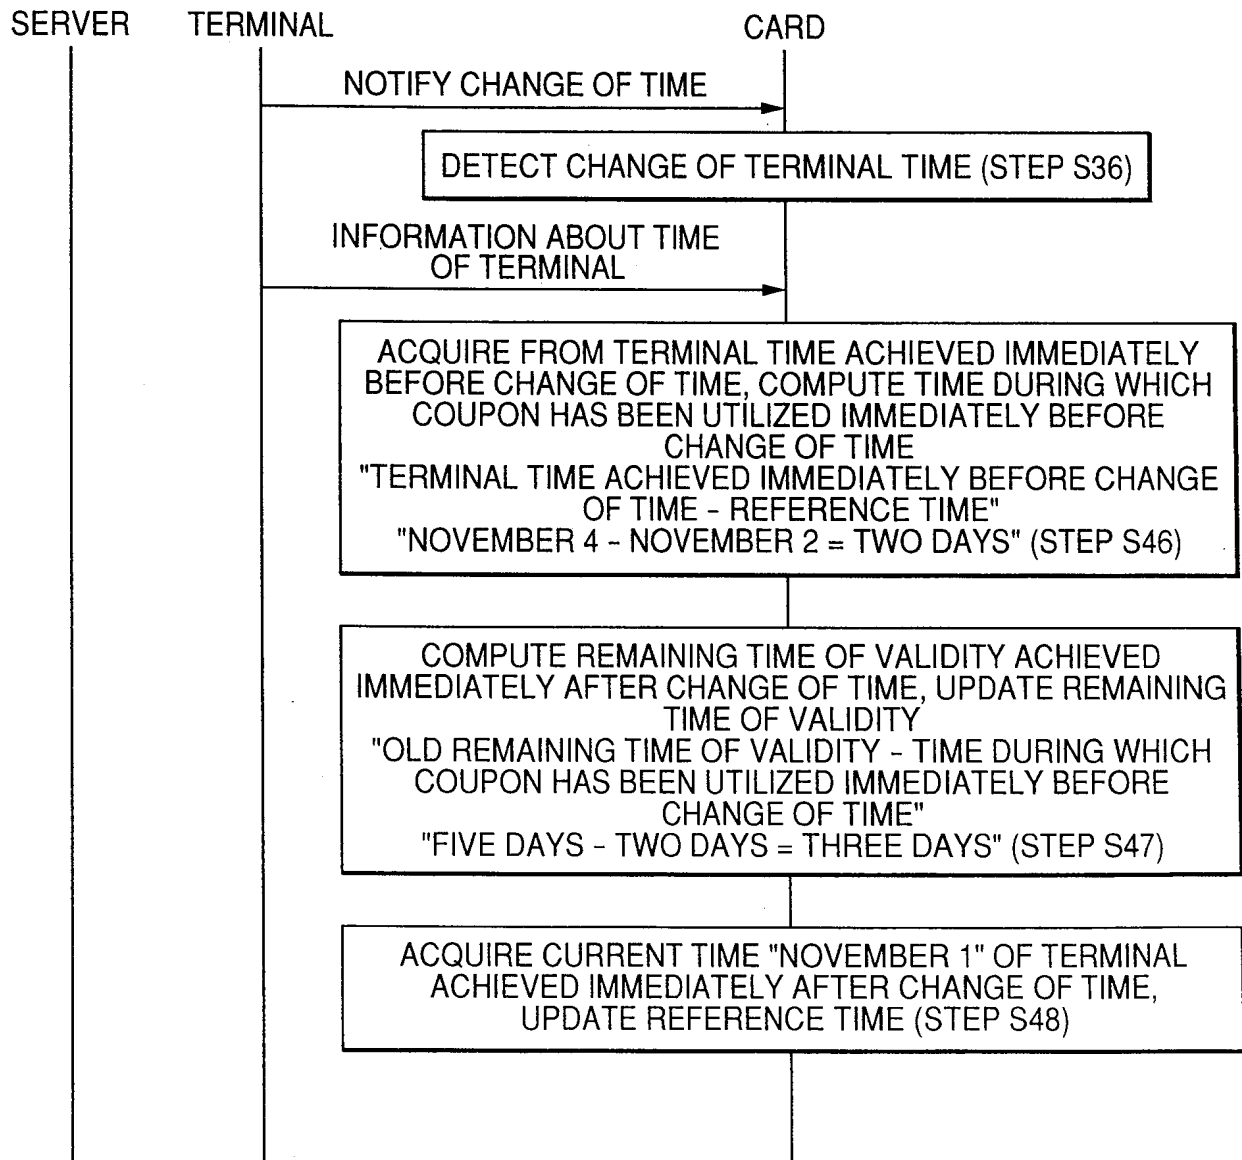 SERVER TERMINAL CARD
NOTIFY CHANGE OF TIME
DETECT CHANGE OF TERMINAL TIME (STEP S36)
INFORMATION ABOUT TIME
OF TERMINAL
ACQUIRE FROM TERMINAL TIME ACHIEVED IMMEDIATELY
BEFORE CHANGE OF TIME, COMPUTE TIME DURING WHICH
COUPON HAS BEEN UTILIZED IMMEDIATELY BEFORE
CHANGE OF TIME
"TERMINAL TIME ACHIEVED IMMEDIATELY BEFORE CHANGE
OF TIME - REFERENCE TIME"
"NOVEMBER 4 - NOVEMBER 2 = TWO DAYS" (STEP S46)
COMPUTE REMAINING TIME OF VALIDITY ACHIEVED
IMMEDIATELY AFTER CHANGE OF TIME, UPDATE REMAINING
TIME OF VALIDITY
"OLD REMAINING TIME OF VALIDITY - TIME DURING WHICH
COUPON HAS BEEN UTILIZED IMMEDIATELY BEFORE
CHANGE OF TIME"
"FIVE DAYS - TWO DAYS = THREE DAYS" (STEP S47)
ACQUIRE CURRENT TIME "NOVEMBER 1" OF TERMINAL
ACHIEVED IMMEDIATELY AFTER CHANGE OF TIME,
UPDATE REFERENCE TIME (STEP S48)